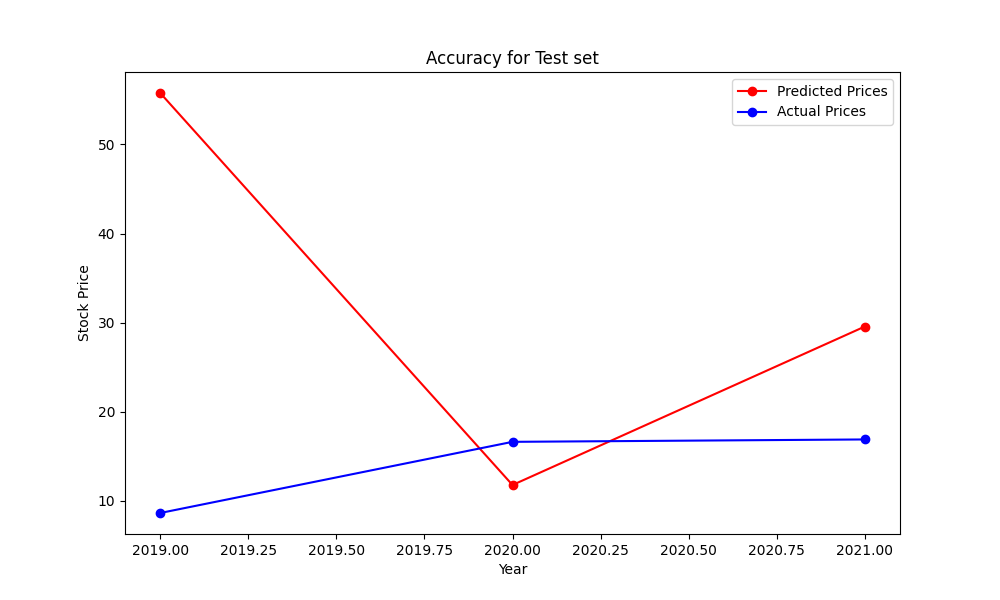 Accuracy for Test set
Predicted Prices
Actual Prices
Stock Price
50
40
30
20
10
2019.00 2019.25 2019.50 2019.75 2020.00 2020.25 2020.50 2020.75 2021.00
Year